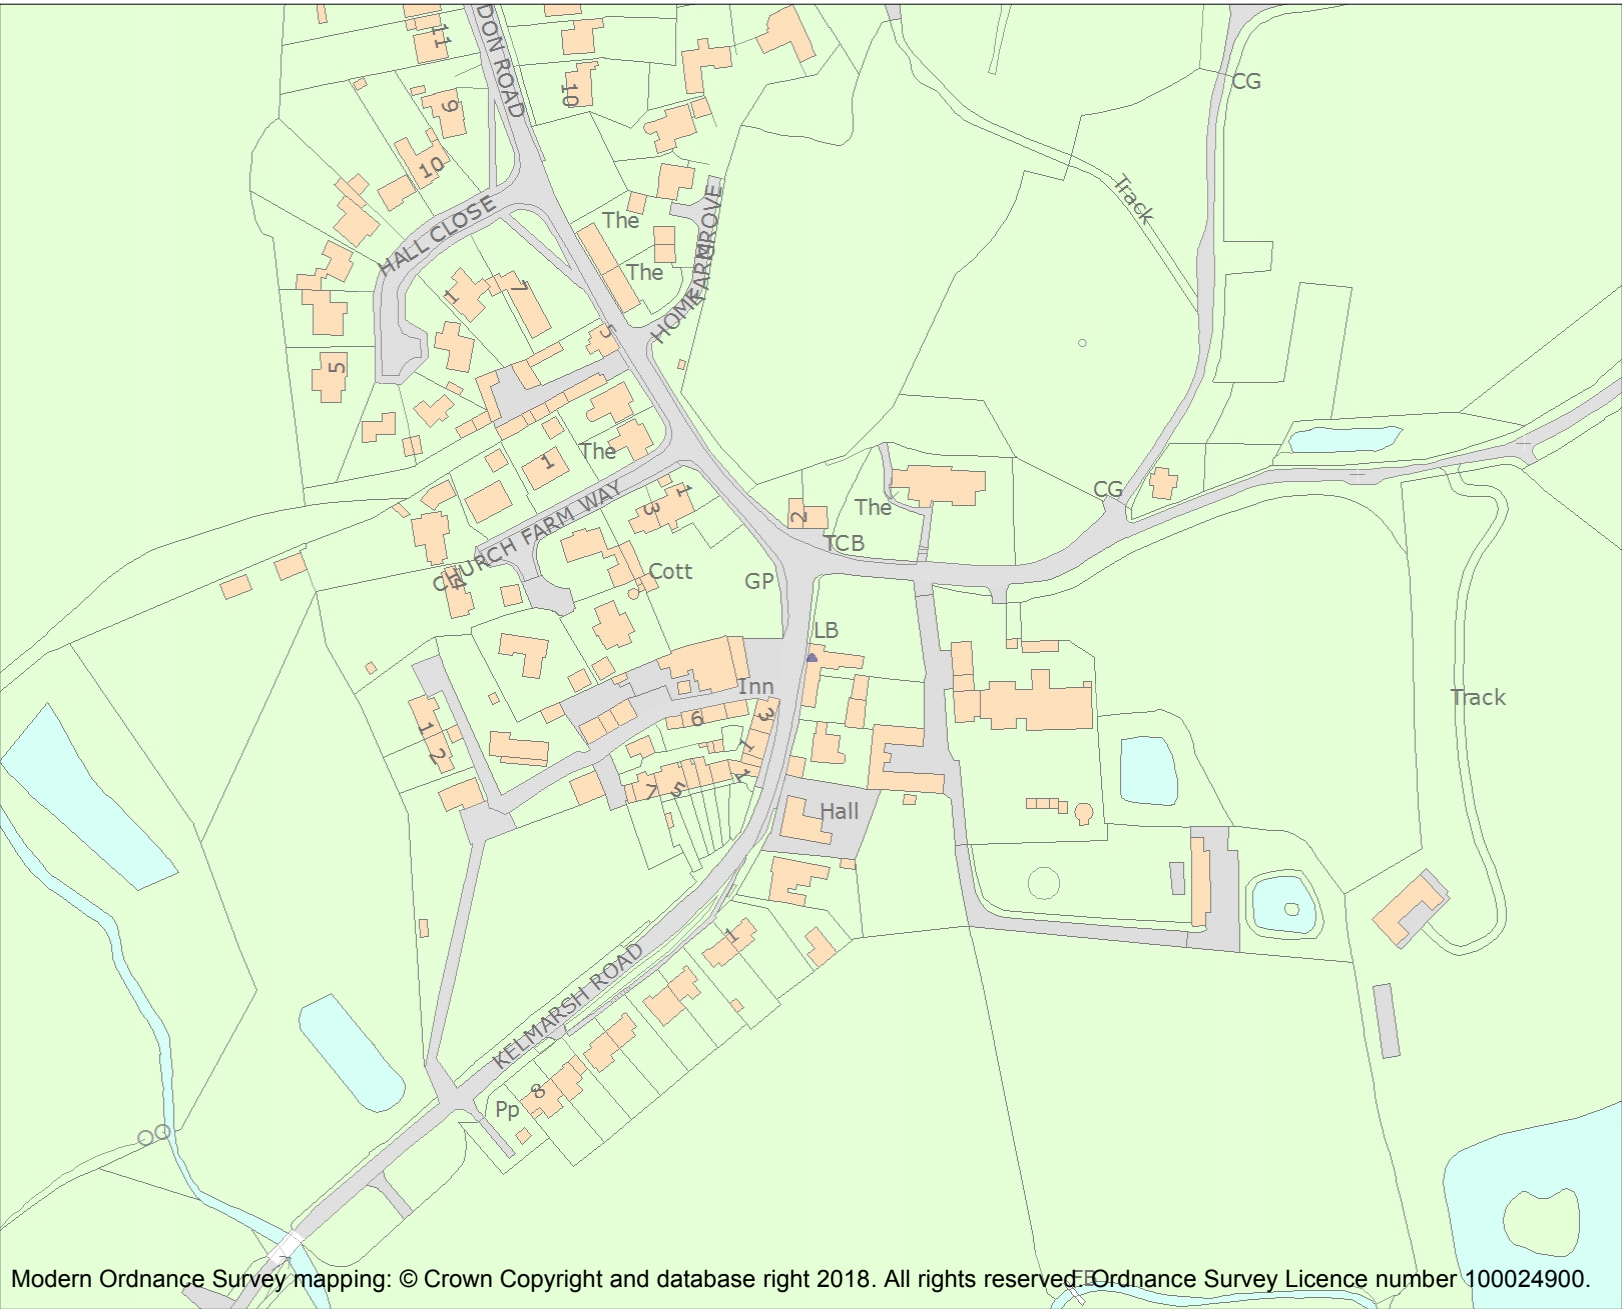 11
DON ROAD
10
9
10
CG
Track
HALL CLOSE
The
The
HOMEFARM GROVE
1
7
5
5
The
1
CHURCH FARM WAY
1
3
2
The
TCB
CG
Cott
GP
LB
Inn
6
3
1
1
1
2
7
5
Hall
Track
KELMARSH ROAD
1
8
Pp
FB
Modern Ordnance Survey mapping: © Crown Copyright and database right 2018. All rights reserved. Ordnance Survey Licence number 100024900.